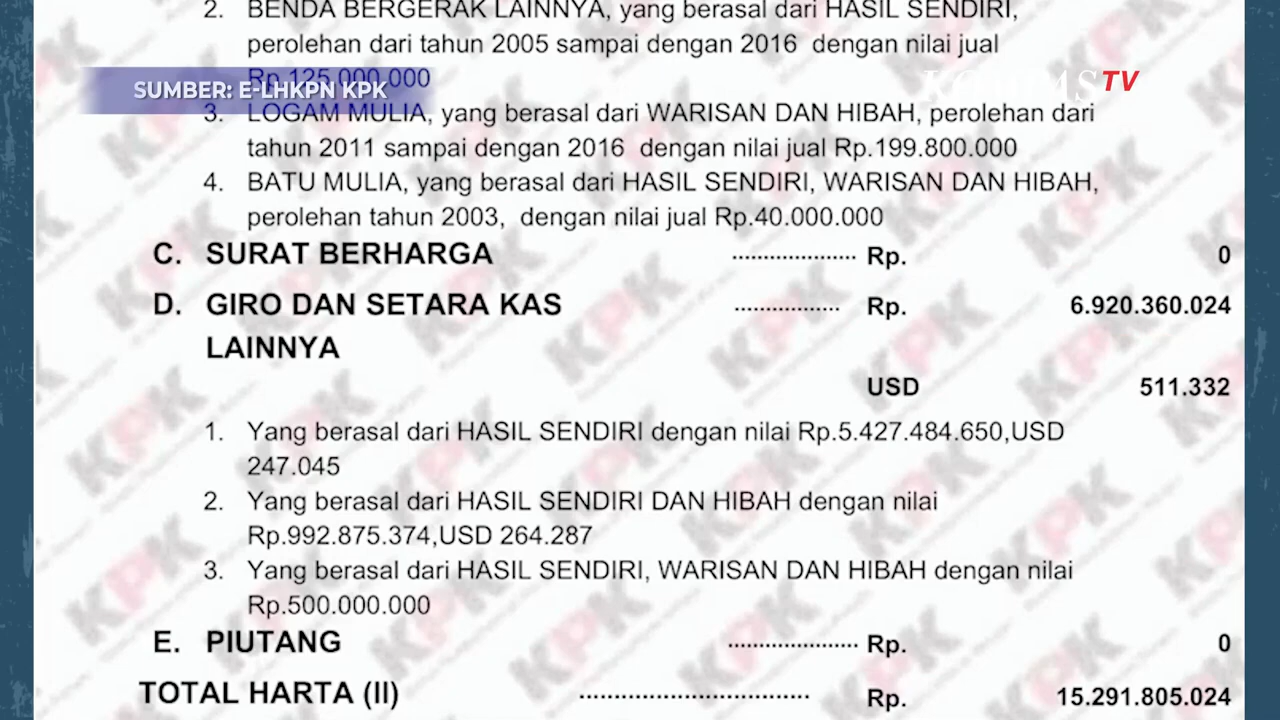 2. BENDA BERGERAK LAINNYA, yang berasal dari HASIL SENDIRI,
perolehan dari tahun 2005 sampai dengan 2016 dengan nilai jual
Rp.125.000.000
SUMBER: E-LHKPN KPK
KOMPAS TV
3. LOGAM MULIA, yang berasal dari WARISAN DAN HIBAH, perolehan dari
tahun 2011 sampai dengan 2016 dengan nilai jual Rp.199.800.000
4. BATU MULIA, yang berasal dari HASIL SENDIRI, WARISAN DAN HIBAH,
perolehan tahun 2003, dengan nilai jual Rp.40.000.000
C. SURAT BERHARGA .................... Rp. 0
D. GIRO DAN SETARA KAS ................. Rp. 6.920.360.024
LAINNYA
USD 511.332
1. Yang berasal dari HASIL SENDIRI dengan nilai Rp.5.427.484.650,USD
247.045
2. Yang berasal dari HASIL SENDIRI DAN HIBAH dengan nilai
Rp.992.875.374,USD 264.287
3. Yang berasal dari HASIL SENDIRI, WARISAN DAN HIBAH dengan nilai
Rp.500.000.000
E. PIUTANG ..................... Rp. 0
TOTAL HARTA (II) ..................................... Rp. 15.291.805.024